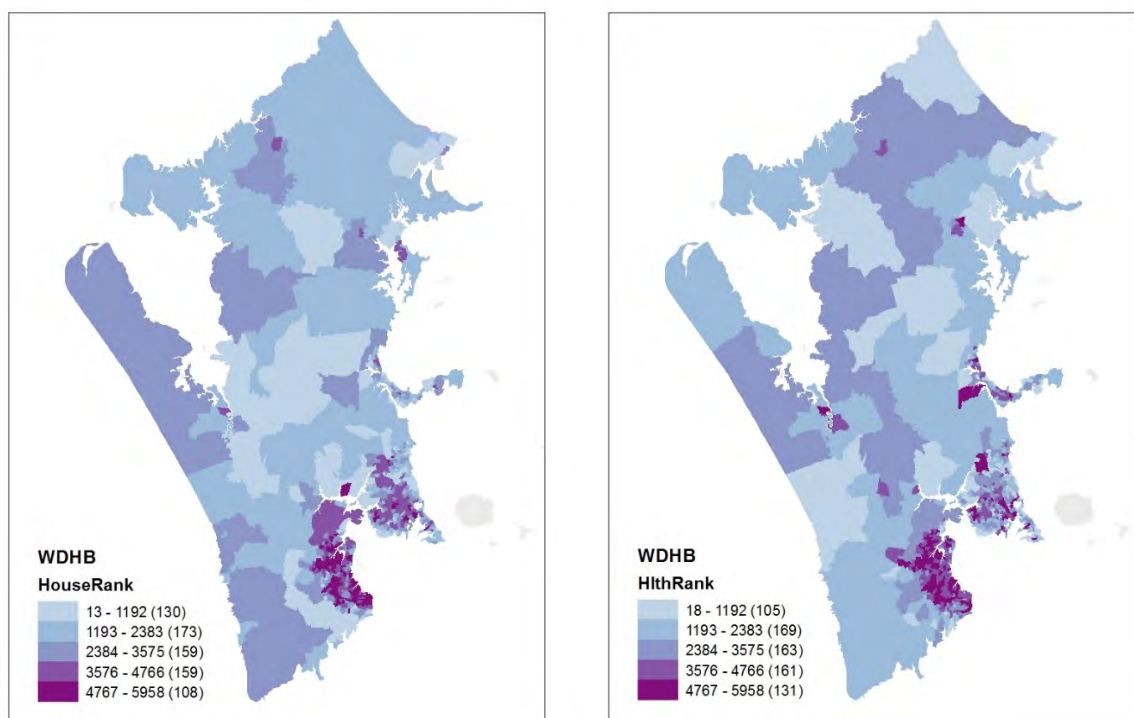 WDHB
HouseRank
13 - 1192 (130)
1193 - 2383 (173)
2384 - 3575 (159)
3576 - 4766 (159)
4767 - 5958 (108)
WDHB
HlthRank
18 - 1192 (105)
1193 - 2383 (169)
2384 - 3575 (163)
3576 - 4766 (161)
4767 - 5958 (131)